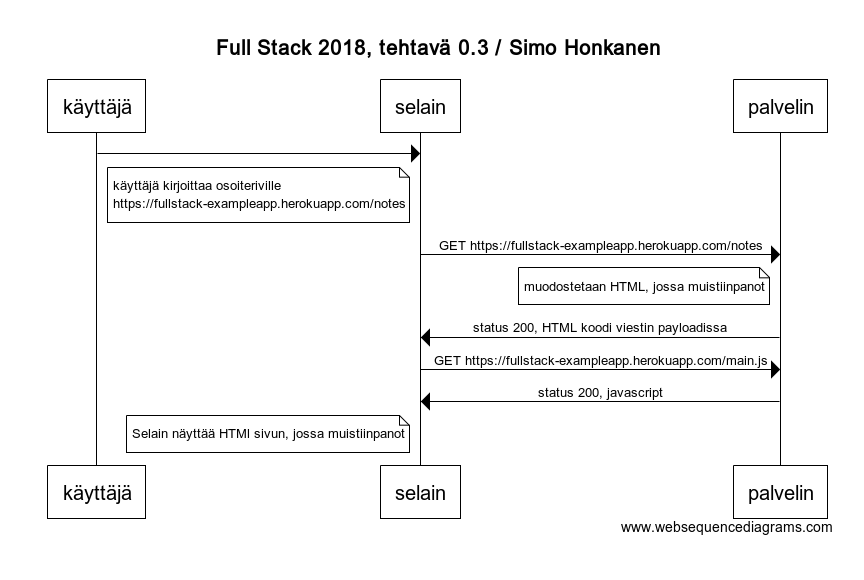 Full Stack 2018, tehtavä 0.3 / Simo Honkanen
käyttäjä
selain
palvelin
käyttäjä kirjoittaa osoiteriville
https://fullstack-exampleapp.herokuapp.com/notes
GET https://fullstack-exampleapp.herokuapp.com/notes
muodostetaan HTML, jossa muistiinpanot
status 200, HTML koodi viestin payloadissa
GET https://fullstack-exampleapp.herokuapp.com/main.js
status 200, javascript
Selain näyttää HTMl sivun, jossa muistiinpanot
käyttäjä
selain
palvelin
www.websequencediagrams.com